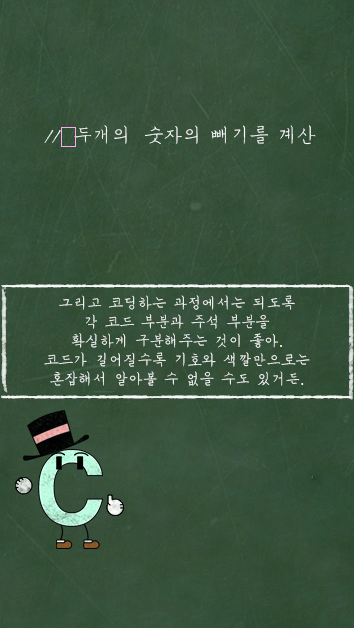 //□두개의 숫자의 빼기를 계산
그리고 코딩하는 과정에서는 되도록
각 코드 부분과 주석 부분을
확실하게 구분해주는 것이 좋아.
코드가 길어질수록 기호와 색깔만으로는
혼잡해서 알아볼 수 없을 수도 있거든.
C